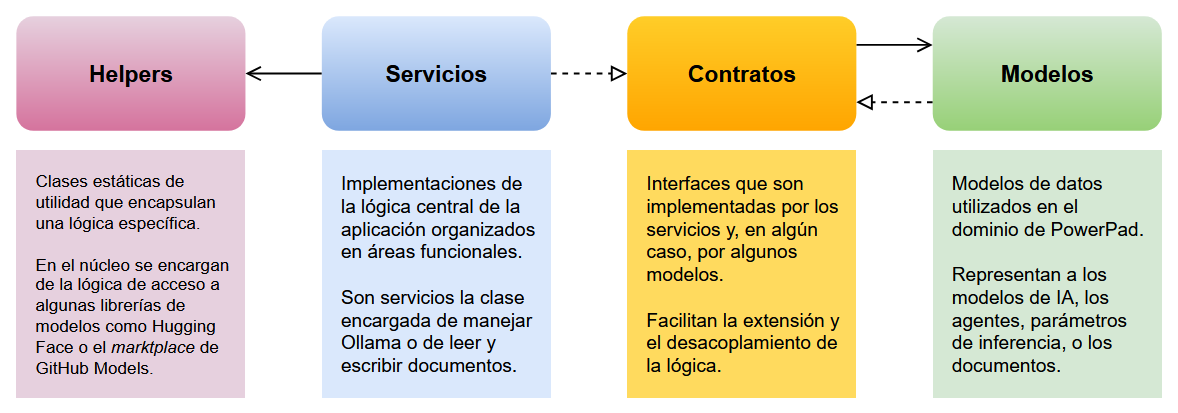 Helpers
Servicios
Contratos
Modelos
Clases estáticas de
utilidad que encapsulan
una lógica específica.
En el núcleo se encargan
de la lógica de acceso a
algunas librerías de
modelos como Hugging
Face o el marktplace de
GitHub Models.
Implementaciones de
la lógica central de la
aplicación organizados
en áreas funcionales.
Son servicios la clase
encargada de manejar
Ollama o de leer y
escribir documentos.
Interfaces que son
implementadas por los
servicios y, en algún
caso, por algunos
modelos.
Facilitan la extensión y
el desacoplamiento de
la lógica.
Modelos de datos
utilizados en el
dominio de PowerPad.
Representan a los
modelos de IA, los
agentes, parámetros
de inferencia, o los
documentos.